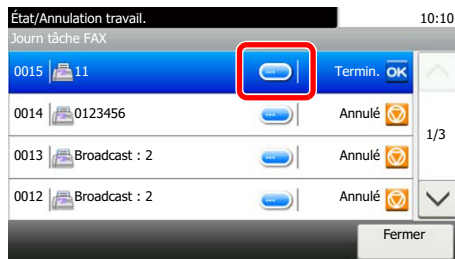 État/Annulation travail. 10:10
Journ tâche FAX
0015 11 ... Termin. OK
0014 0123456 ... Annulé
1/3
0013 Broadcast : 2 ... Annulé
0012 Broadcast : 2 ... Annulé
Fermer